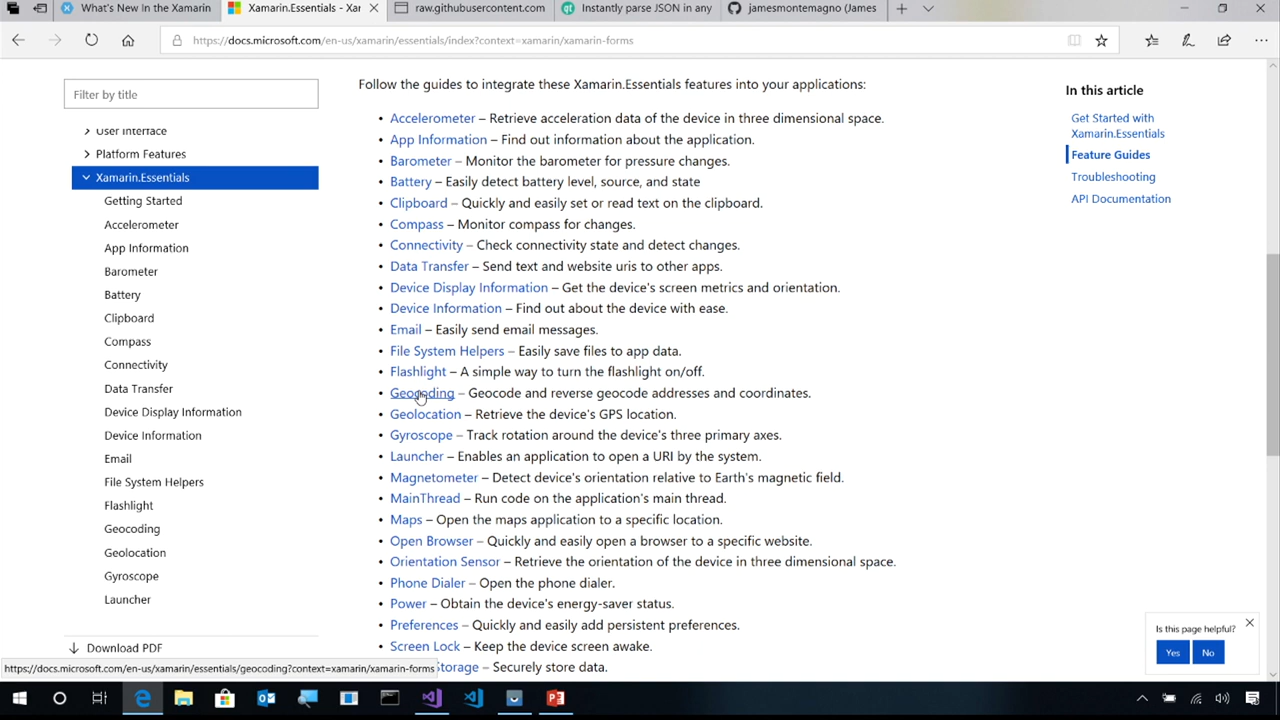 What's New In the Xamarin
Xamarin.Essentials - Xar
raw.githubusercontent.com
Instantly parse JSON in any
jamesmontemagno (James
https://docs.microsoft.com/en-us/xamarin/essentials/index?context=xamarin/xamarin-forms
Filter by title
User Interface
Platform Features
Xamarin.Essentials
Getting Started
Accelerometer
App Information
Barometer
Battery
Clipboard
Compass
Connectivity
Data Transfer
Device Display Information
Device Information
Email
File System Helpers
Flashlight
Geocoding
Geolocation
Gyroscope
Launcher
Download PDF
Follow the guides to integrate these Xamarin.Essentials features into your applications:
• Accelerometer – Retrieve acceleration data of the device in three dimensional space.
• App Information – Find out information about the application.
• Barometer – Monitor the barometer for pressure changes.
• Battery – Easily detect battery level, source, and state
• Clipboard – Quickly and easily set or read text on the clipboard.
• Compass – Monitor compass for changes.
• Connectivity – Check connectivity state and detect changes.
• Data Transfer – Send text and website uris to other apps.
• Device Display Information – Get the device's screen metrics and orientation.
• Device Information – Find out about the device with ease.
• Email – Easily send email messages.
• File System Helpers – Easily save files to app data.
• Flashlight – A simple way to turn the flashlight on/off.
• Geocoding – Geocode and reverse geocode addresses and coordinates.
• Geolocation – Retrieve the device's GPS location.
• Gyroscope – Track rotation around the device's three primary axes.
• Launcher – Enables an application to open a URI by the system.
• Magnetometer – Detect device's orientation relative to Earth's magnetic field.
• MainThread – Run code on the application's main thread.
• Maps – Open the maps application to a specific location.
• Open Browser – Quickly and easily open a browser to a specific website.
• Orientation Sensor – Retrieve the orientation of the device in three dimensional space.
• Phone Dialer – Open the phone dialer.
• Power – Obtain the device's energy-saver status.
• Preferences – Quickly and easily add persistent preferences.
• Screen Lock – Keep the device screen awake.
Storage – Securely store data.
In this article
Get Started with
Xamarin.Essentials
Feature Guides
Troubleshooting
API Documentation
Is this page helpful?
Yes
No
https://docs.microsoft.com/en-us/xamarin/essentials/geocoding?context=xamarin/xamarin-forms